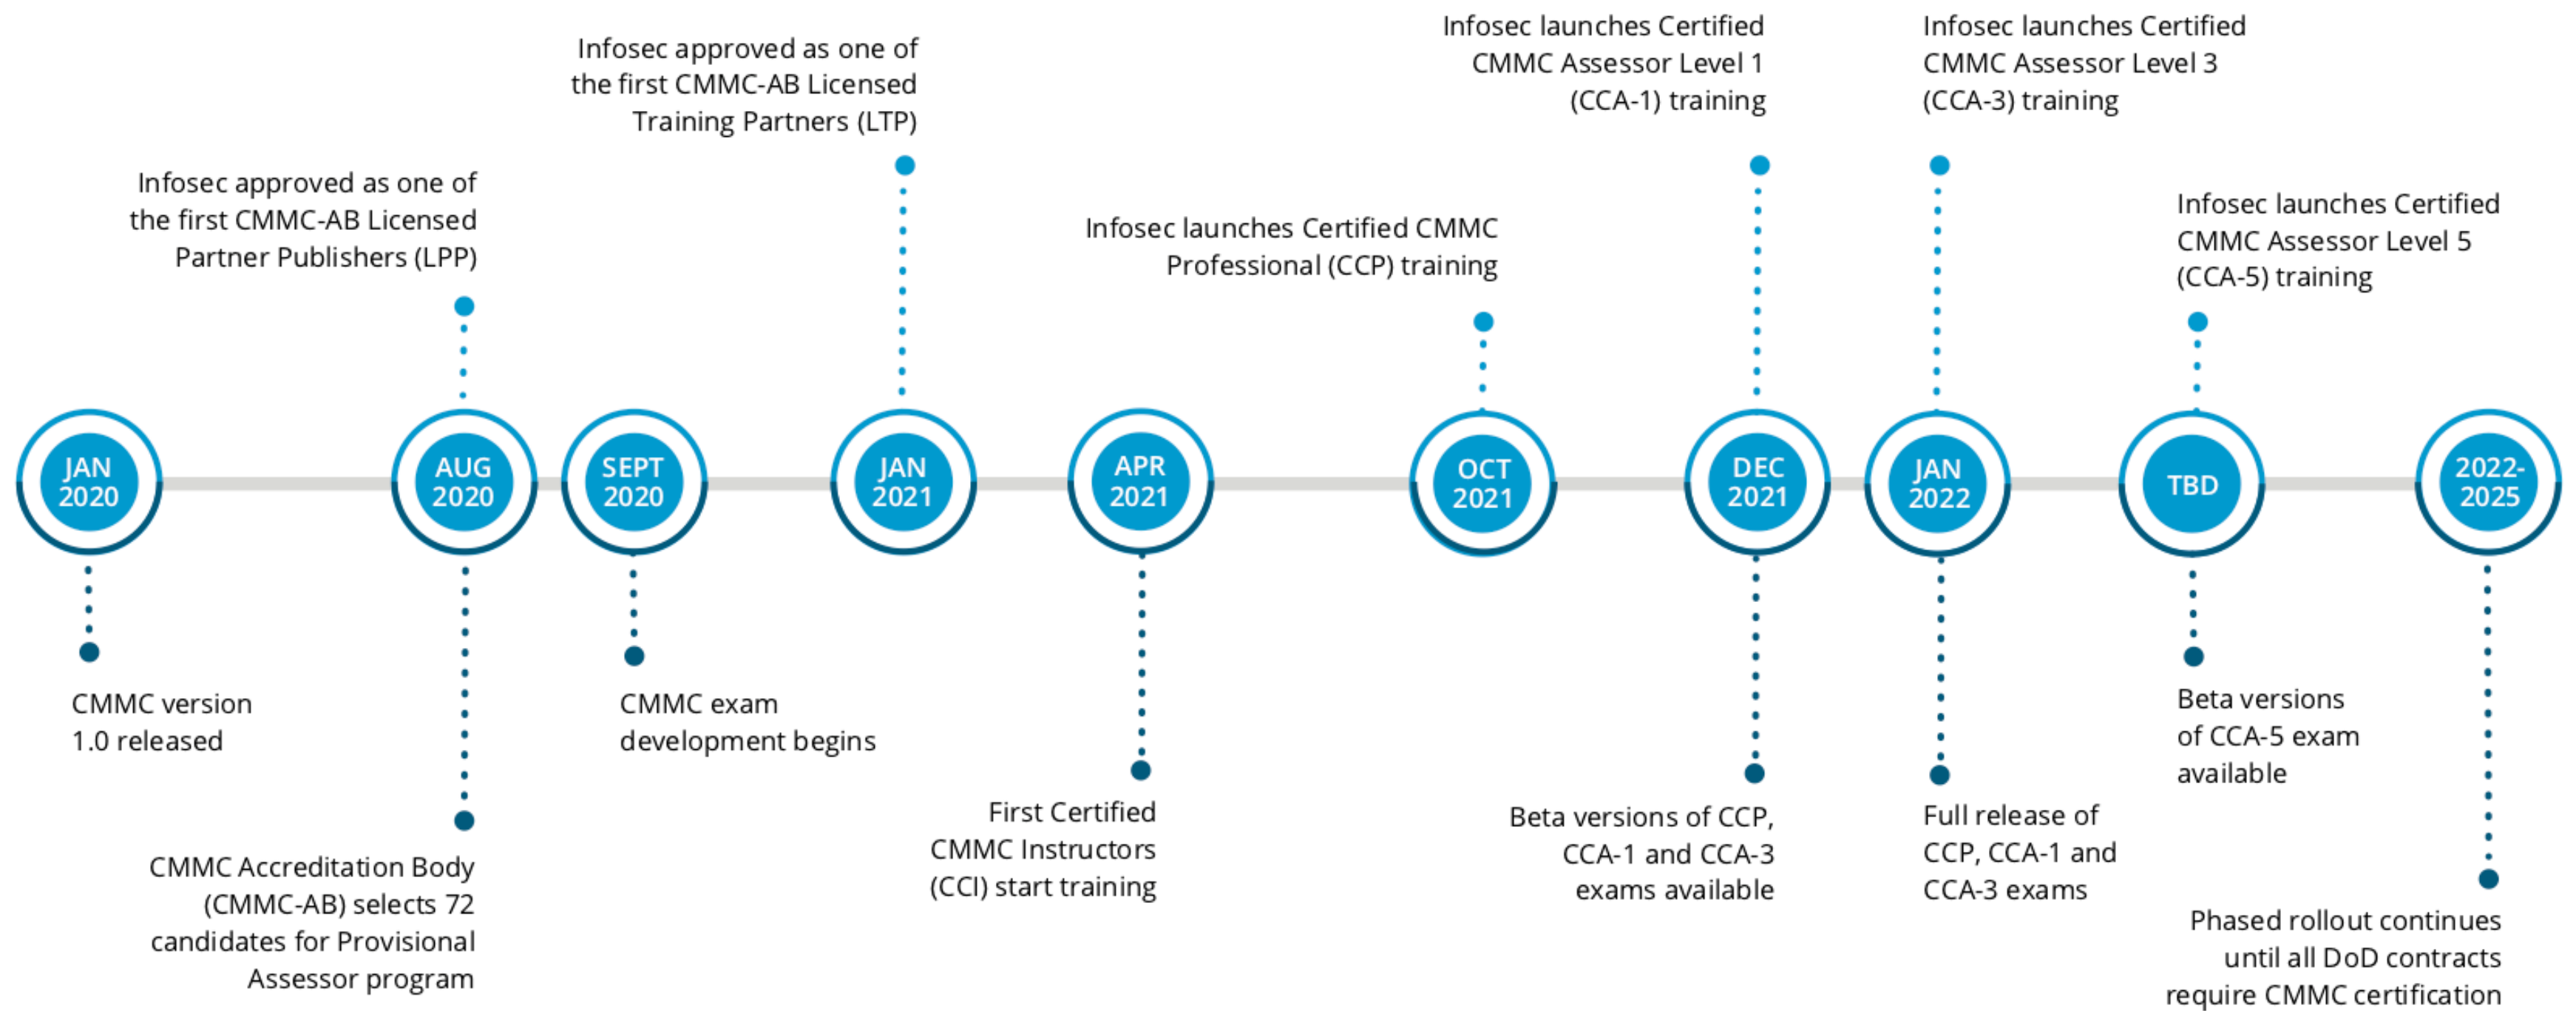 Infosec approved as one of
the first CMMC-AB Licensed
Partner Publishers (LPP)
Infosec approved as one of
the first CMMC-AB Licensed
Training Partners (LTP)
Infosec launches Certified CMMC
Professional (CCP) training
Infosec launches Certified
CMMC Assessor Level 1
(CCA-1) training
Infosec launches Certified
CMMC Assessor Level 3
(CCA-3) training
Infosec launches Certified
CMMC Assessor Level 5
(CCA-5) training
JAN
2020
AUG
2020
SEPT
2020
JAN
2021
APR
2021
OCT
2021
DEC
2021
JAN
2022
TBD
2022-
2025
CMMC version
1.0 released
CMMC Accreditation Body
(CMMC-AB) selects 72
candidates for Provisional
Assessor program
CMMC exam
development begins
First Certified
CMMC Instructors
(CCI) start training
Beta versions of CCP,
CCA-1 and CCA-3
exams available
Full release of
CCP, CCA-1 and
CCA-3 exams
Beta versions
of CCA-5 exam
available
Phased rollout continues
until all DoD contracts
require CMMC certification